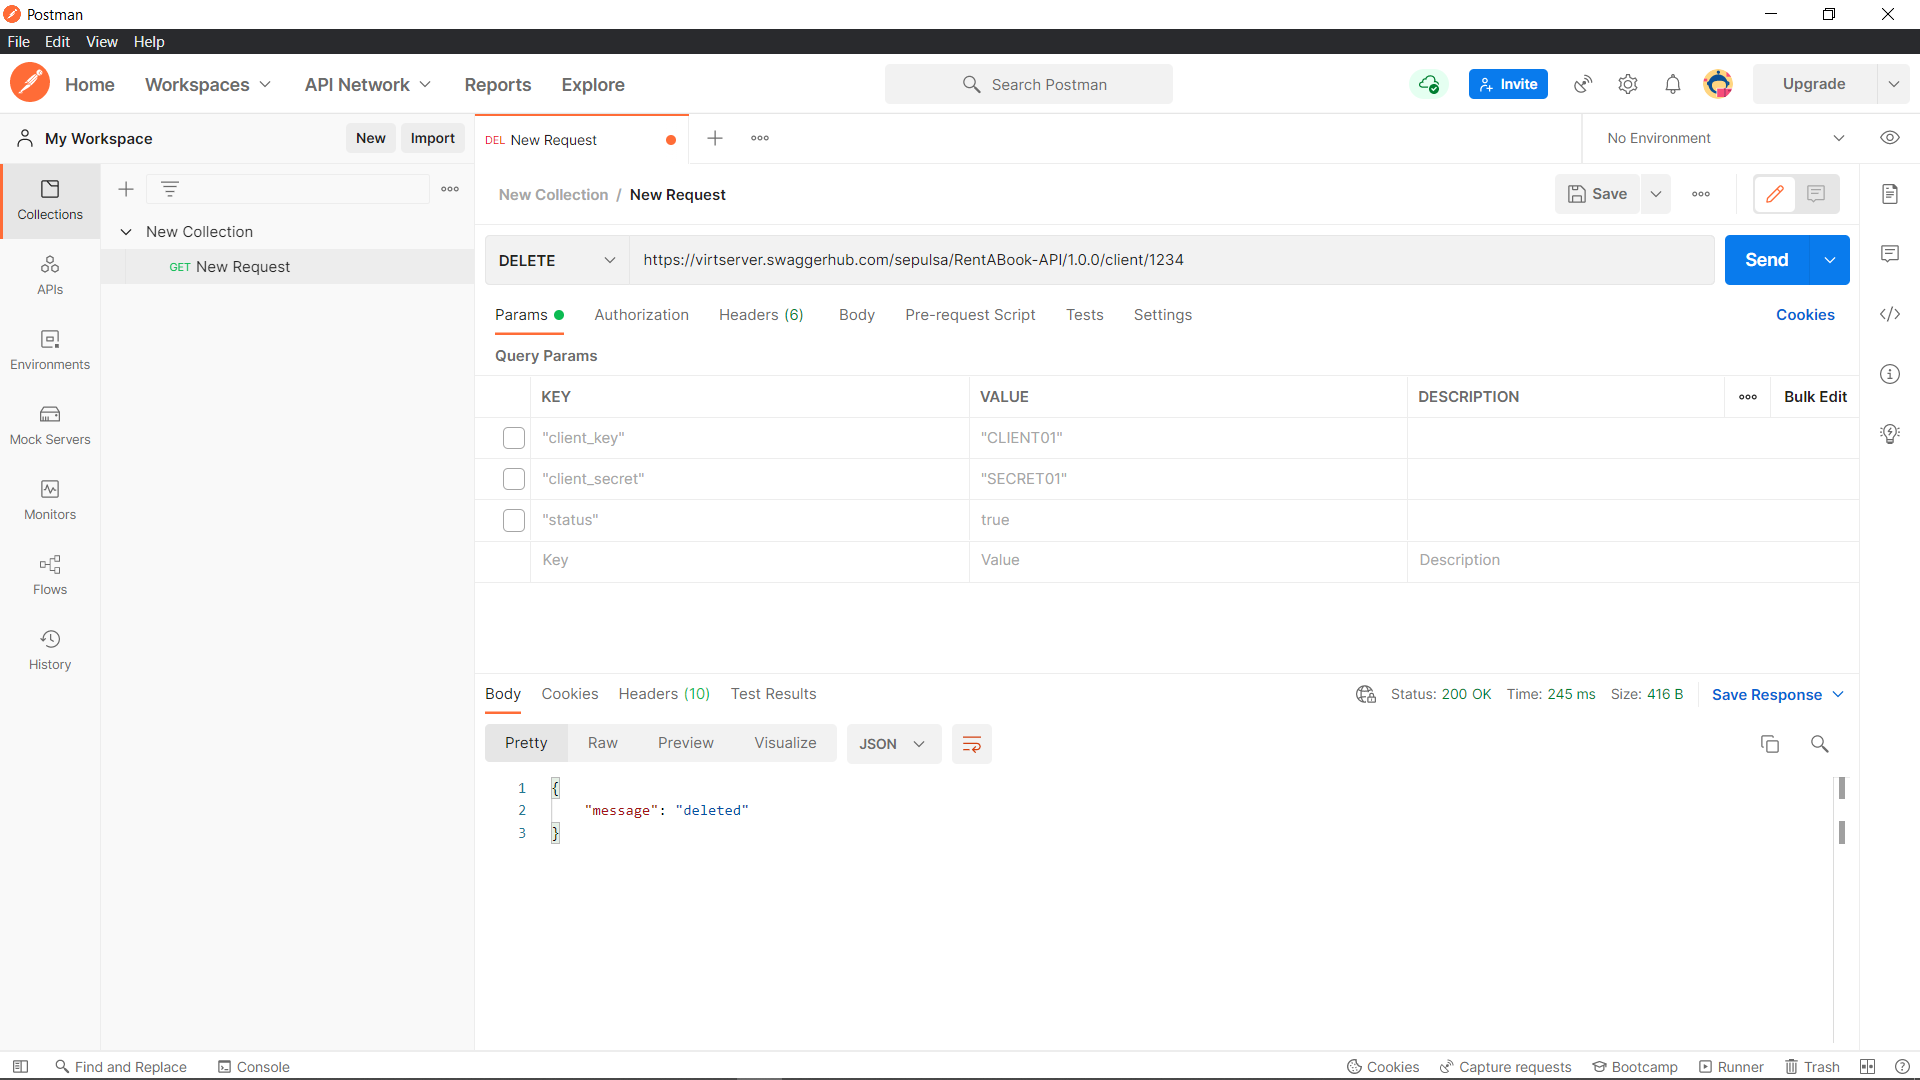 Postman
File Edit View Help
Home Workspaces API Network Reports Explore Search Postman Invite Upgrade
My Workspace New Import DEL New Request No Environment
New Collection / New Request Save
Collections
New Collection
GET New Request
APIs
Environments
Mock Servers
Monitors
Flows
History
DELETE https://virtserver.swaggerhub.com/sepulsa/RentABook-API/1.0.0/client/1234 Send
Params Authorization Headers (6) Body Pre-request Script Tests Settings Cookies
Query Params
KEY VALUE DESCRIPTION Bulk Edit
"client_key" "CLIENT01"
"client_secret" "SECRET01"
"status" true
Key Value Description
Body Cookies Headers (10) Test Results Status: 200 OK Time: 245 ms Size: 416 B Save Response
Pretty Raw Preview Visualize JSON
1 {
2 "message": "deleted"
3 }
Find and Replace Console Cookies Capture requests Bootcamp Runner Trash